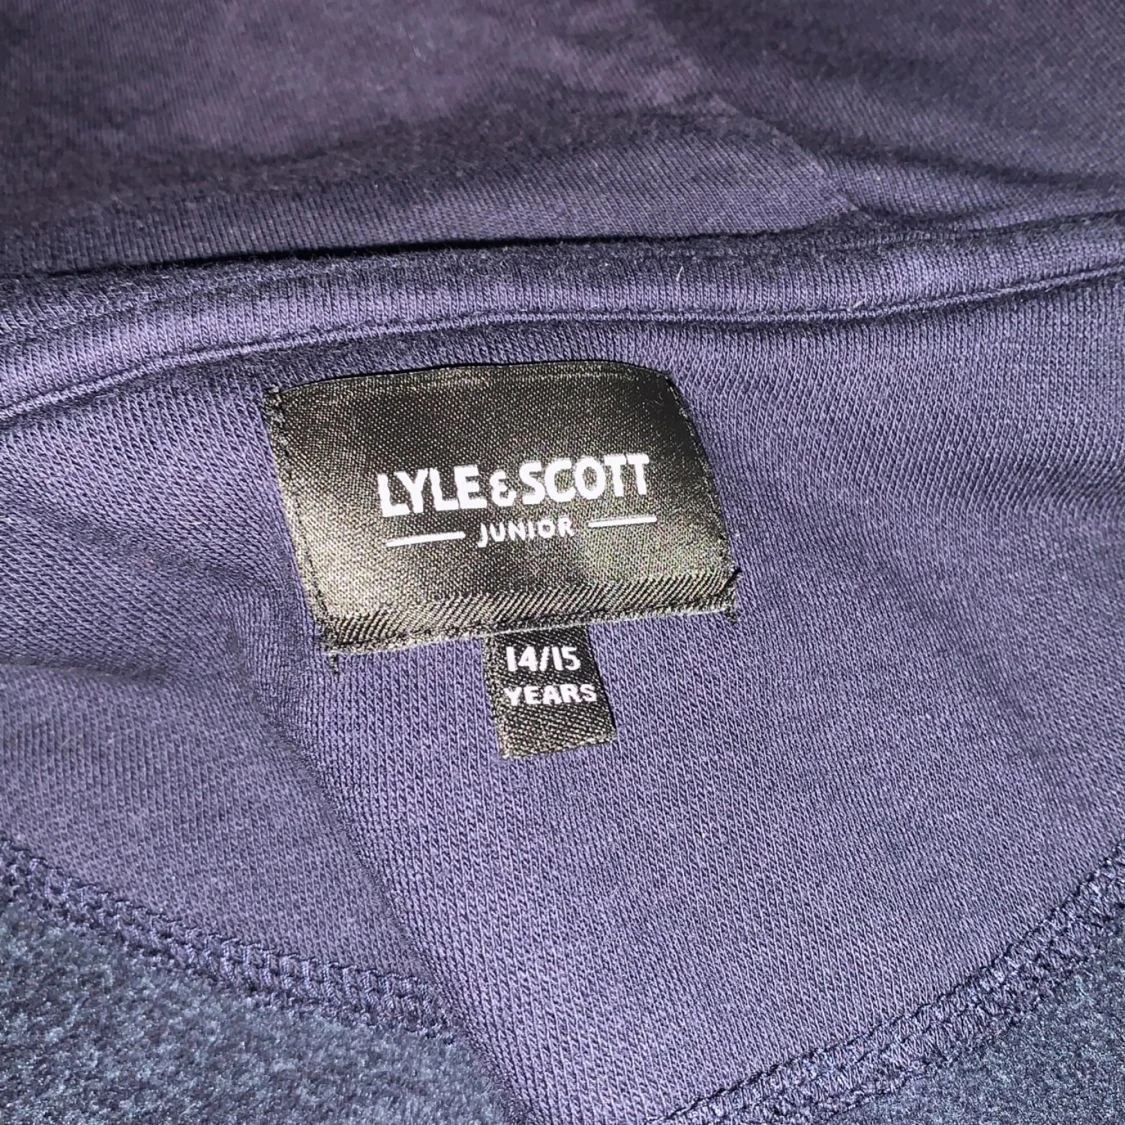 LYLE & SCOTT
JUNIOR
14/15
YEARS